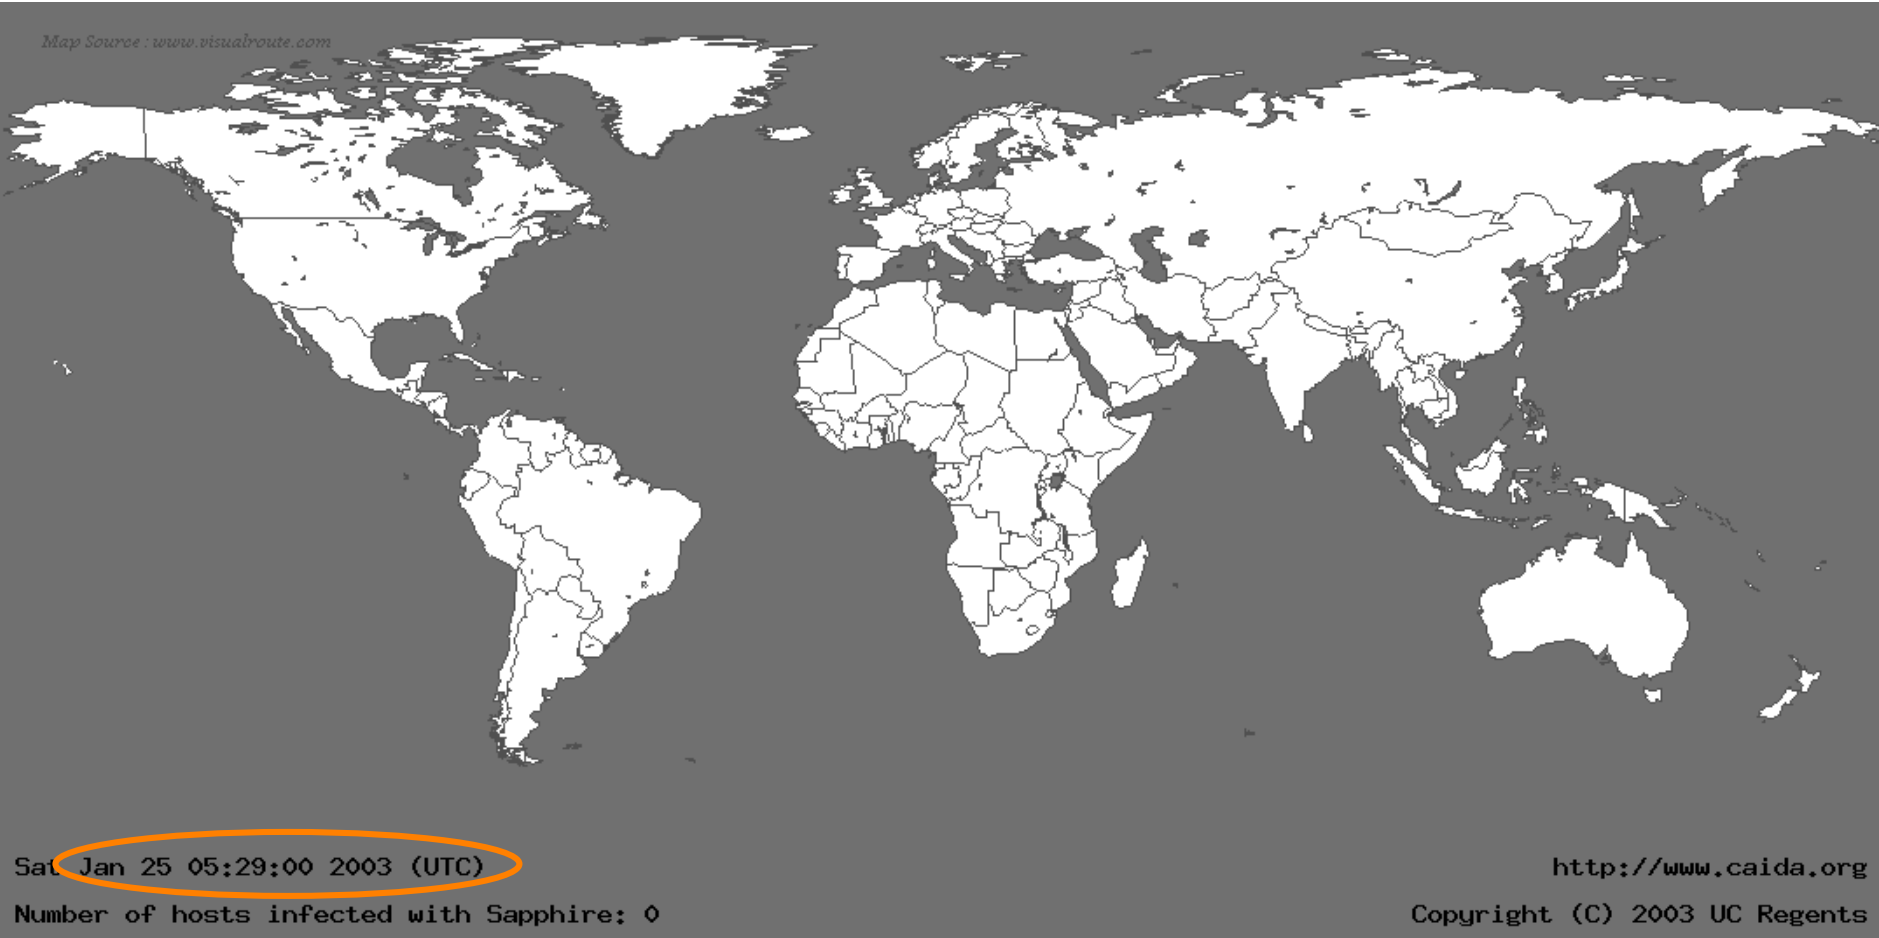 Map Source : www.visualroute.com
Sat Jan 25 05:29:00 2003 (UTC)
http://www.caida.org
Number of hosts infected with Sapphire: 0
Copyright (C) 2003 UC Regents